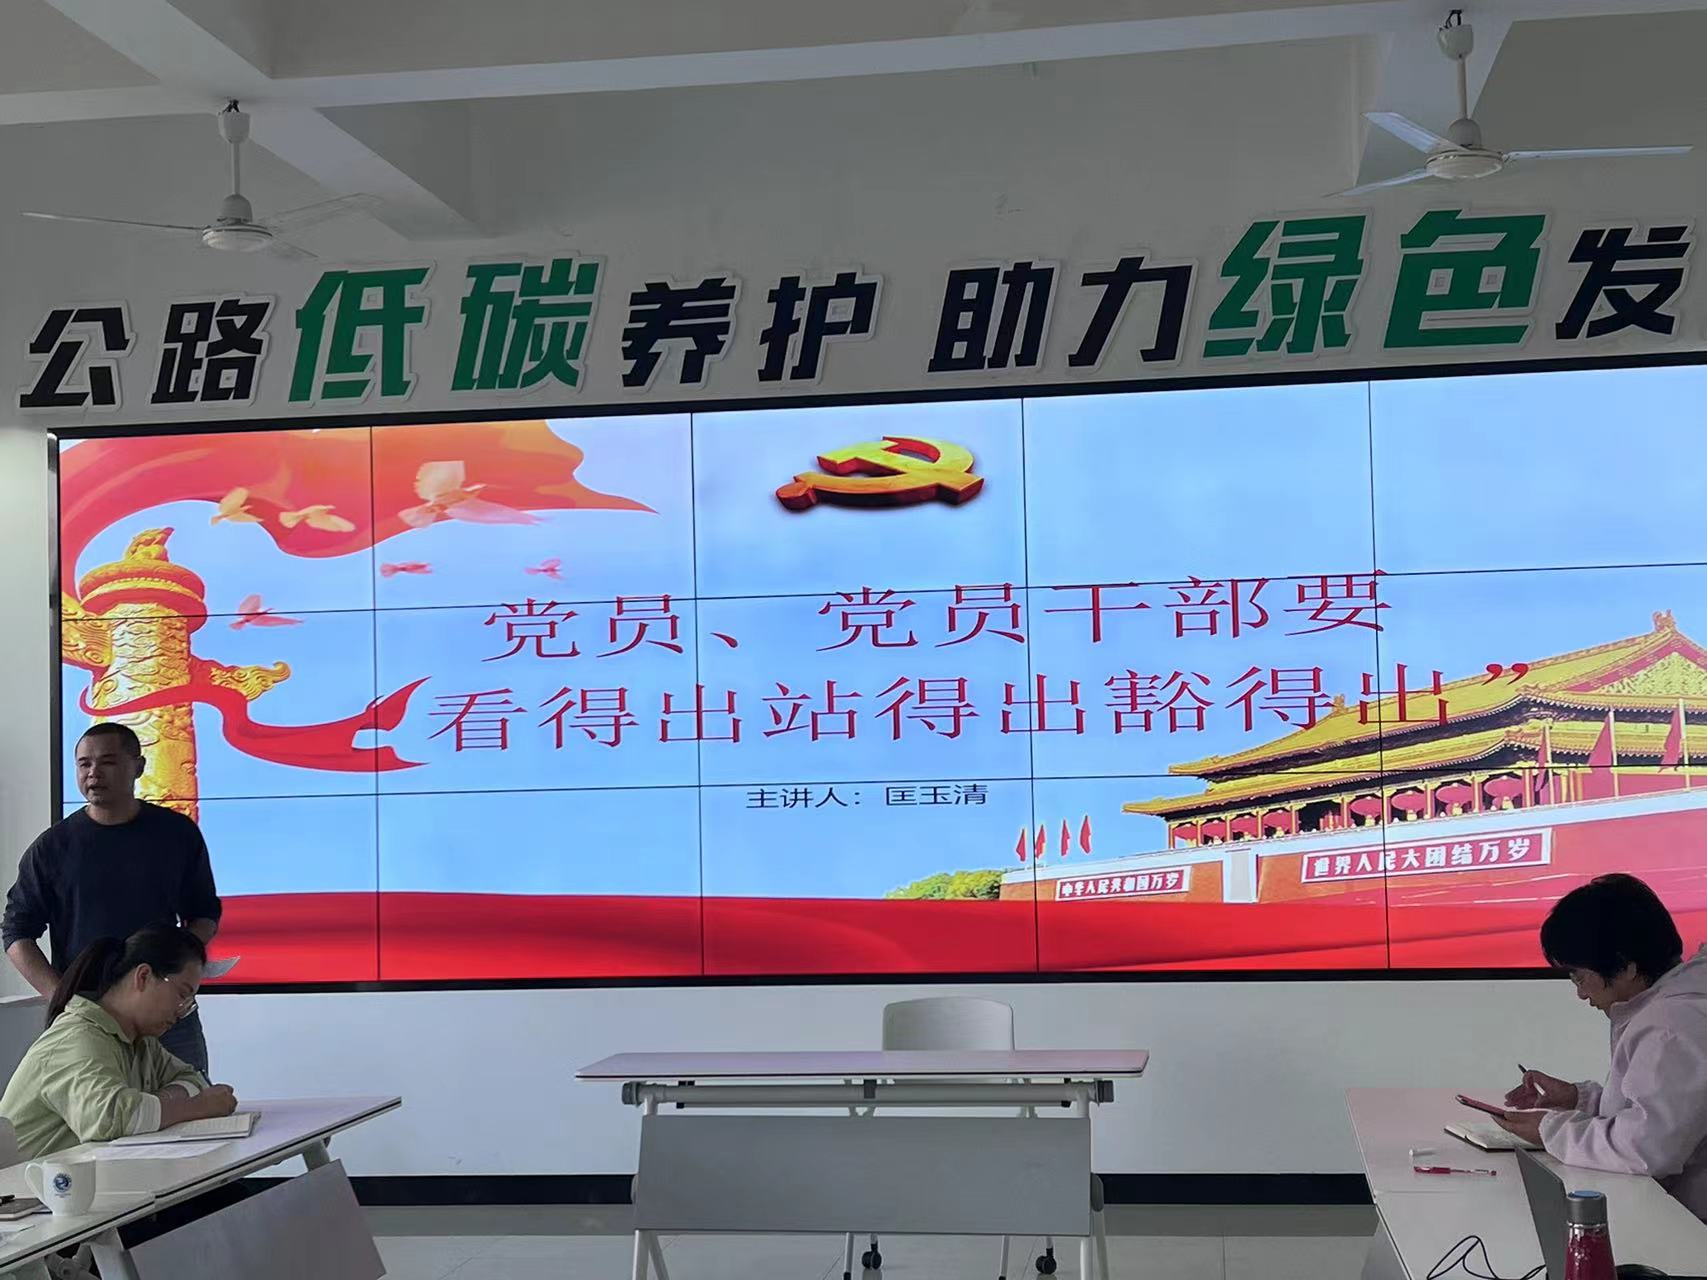 公路低碳养护 助力绿色发
党员、党员干部要
看得出站得出豁得出”
主讲人：匡玉清
中华人民共和国万岁
世界人民大团结万岁